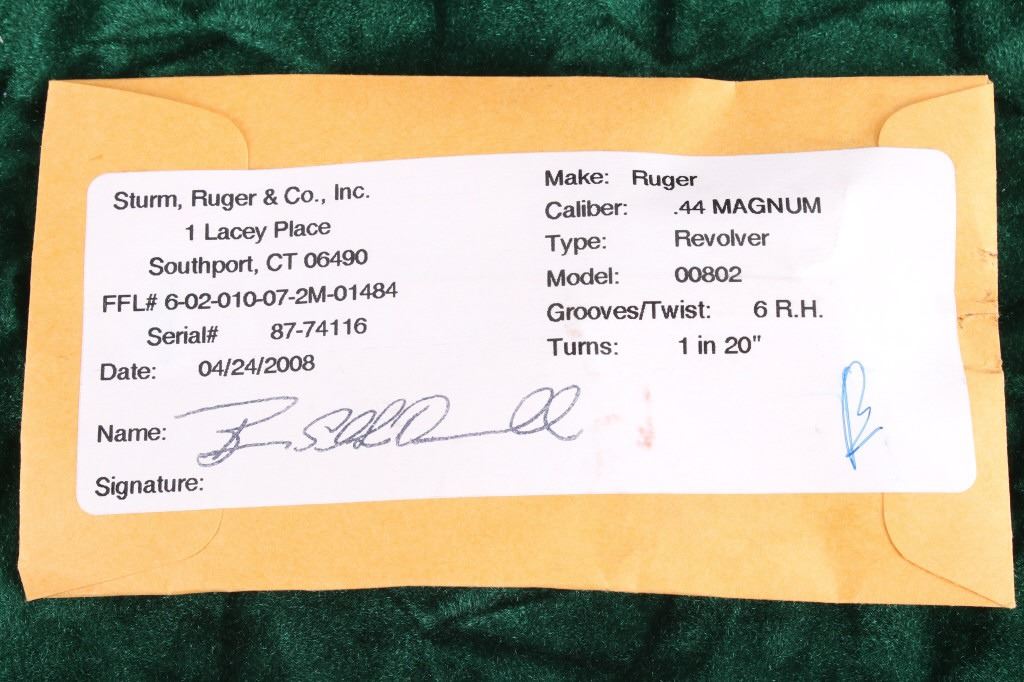 Sturm, Ruger & Co., Inc.
1 Lacey Place
Southport, CT 06490
FFL# 6-02-010-07-2M-01484
Serial# 87-74116
Date: 04/24/2008
Name:
Signature:
Make: Ruger
Caliber: .44 MAGNUM
Type: Revolver
Model: 00802
Grooves/Twist: 6 R.H.
Turns: 1 in 20"